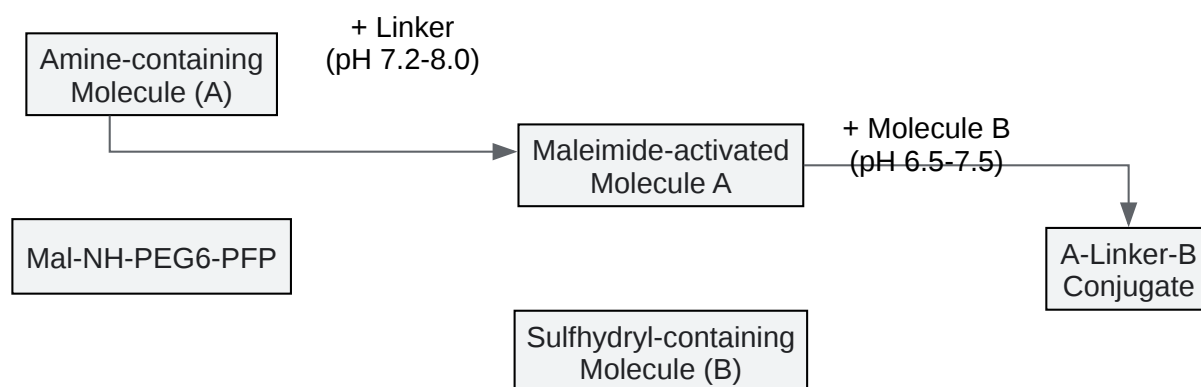 Amine-containing
Molecule (A)
+ Linker
(pH 7.2-8.0)
Maleimide-activated
Molecule A
+ Molecule B
(pH 6.5-7.5)
Mal-NH-PEG6-PFP
A-Linker-B
Conjugate
Sulfhydryl-containing
Molecule (B)